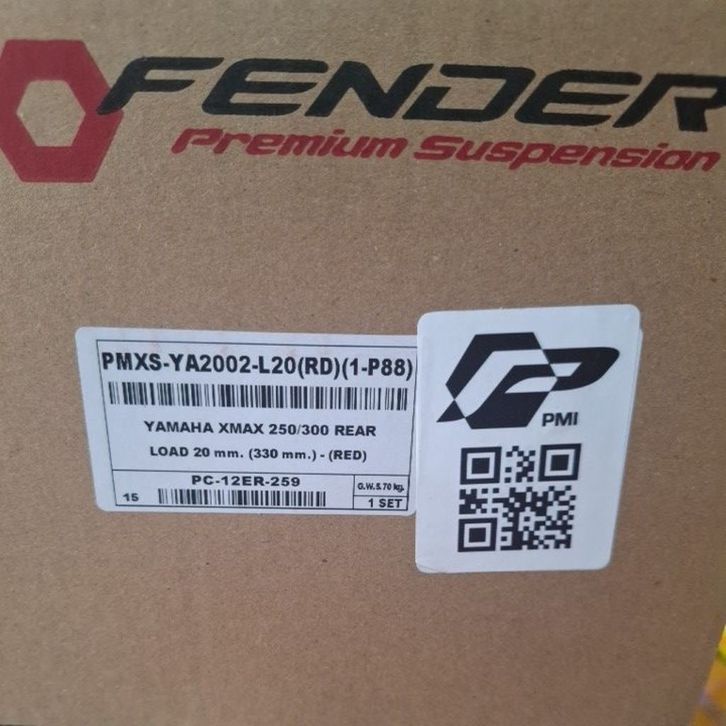 FENDER
Premium Suspension
PMXS-YA2002-L20(RD)(1-P88)
YAMAHA XMAX 250/300 REAR
LOAD 20 mm. (330 mm.) - (RED)
PC-12ER-259
G.W.5.70 kg.
15
1 SET
PMI